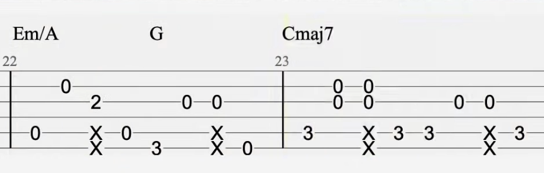 Em/A G Cmaj7
22 23
0 0 0
2 0 0 0 0 0 0
0 X 0 X 3 X 3 3 X 3
X 3 X 0 X X